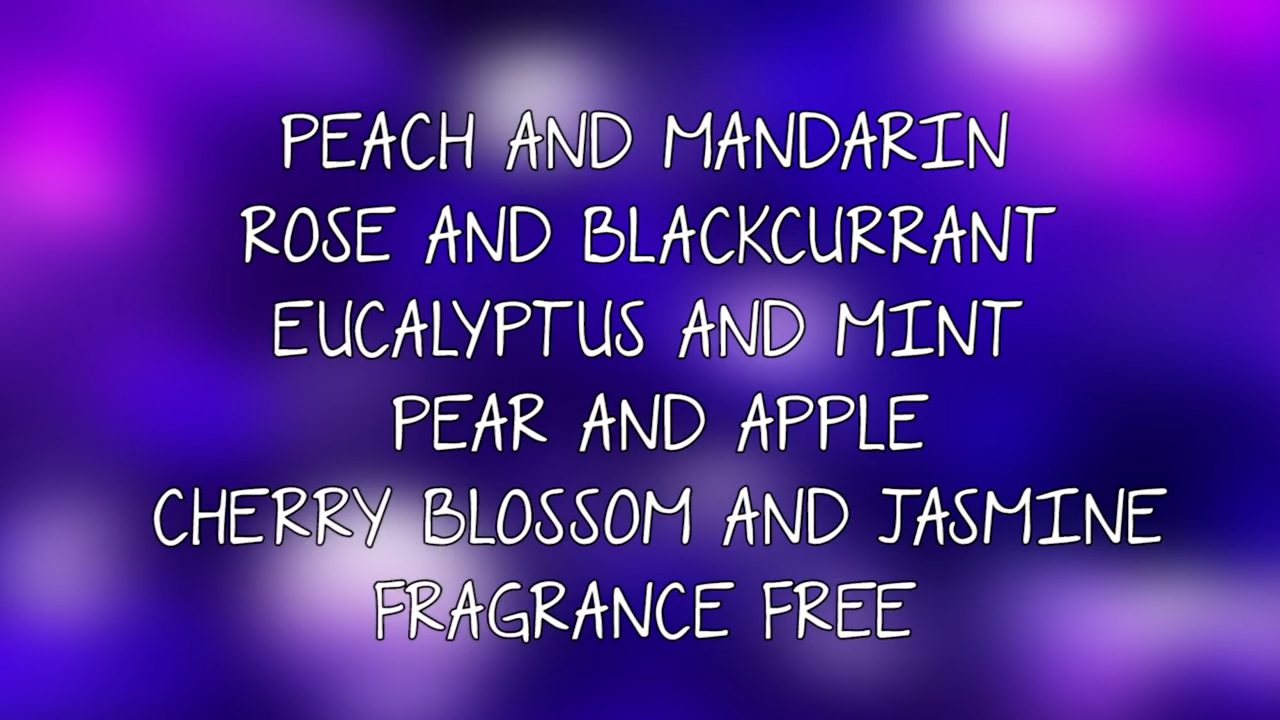 PEACH AND MANDARIN
ROSE AND BLACKCURRANT
EUCALYPTUS AND MINT
PEAR AND APPLE
CHERRY BLOSSOM AND JASMINE
FRAGRANCE FREE